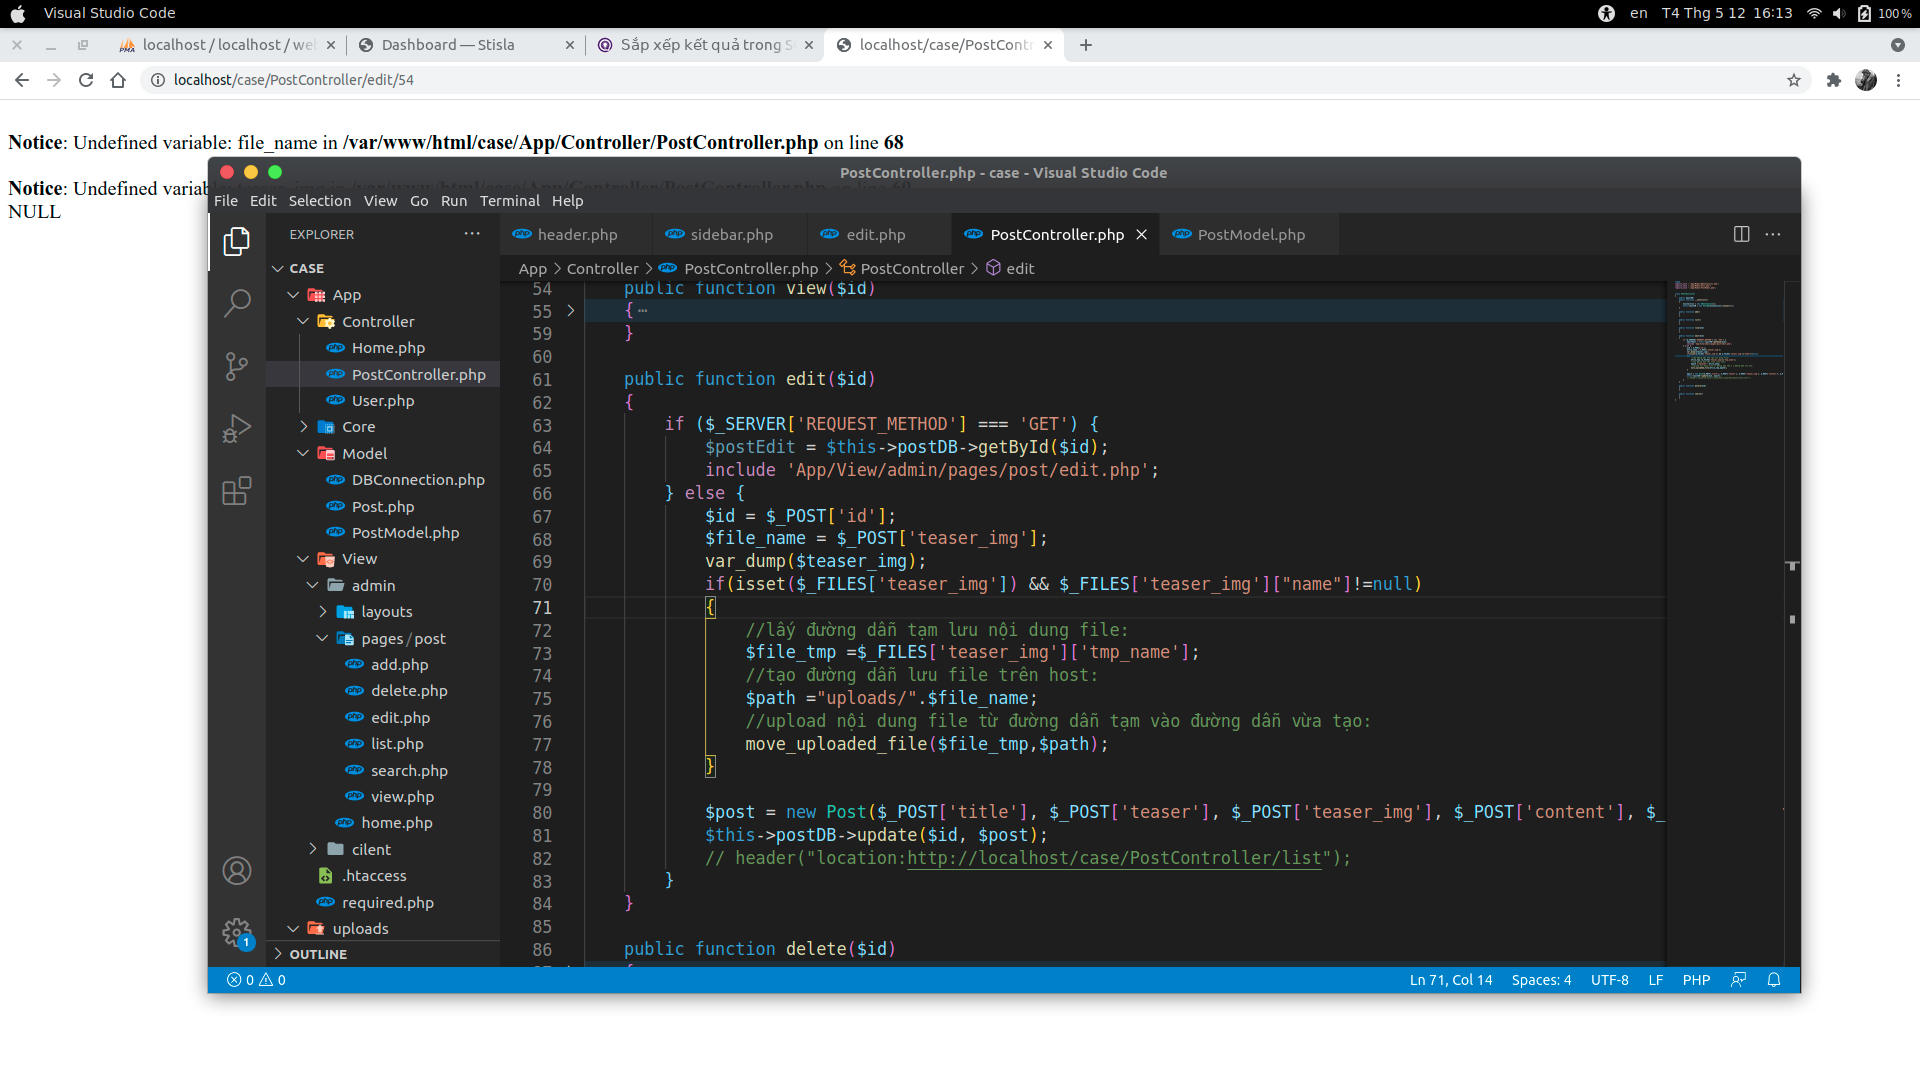 Visual Studio Code
en T4 Thg 5 12 16:13 100%
localhost / localhost / we
Dashboard — Stisla
Sắp xếp kết quả trong S
localhost/case/PostContr
localhost/case/PostController/edit/54
Notice: Undefined variable: file_name in /var/www/html/case/App/Controller/PostController.php on line 68
Notice: Undefined variable
NULL
PostController.php - case - Visual Studio Code
File Edit Selection View Go Run Terminal Help
EXPLORER
header.php
sidebar.php
edit.php
PostController.php
PostModel.php
App > Controller > PostController.php > PostController > edit
CASE
App
Controller
Home.php
PostController.php
User.php
Core
Model
DBConnection.php
Post.php
PostModel.php
View
admin
layouts
pages / post
add.php
delete.php
edit.php
list.php
search.php
view.php
home.php
cilent
.htaccess
required.php
uploads
OUTLINE
54 public function view($id)
55 {⋯
59 }
60
61 public function edit($id)
62 {
63 if ($_SERVER['REQUEST_METHOD'] === 'GET') {
64 $postEdit = $this->postDB->getById($id);
65 include 'App/View/admin/pages/post/edit.php';
66 } else {
67 $id = $_POST['id'];
68 $file_name = $_POST['teaser_img'];
69 var_dump($teaser_img);
70 if(isset($_FILES['teaser_img']) && $_FILES['teaser_img']["name"]!=null)
71 {
72 //lấy đường dẫn tạm lưu nội dung file:
73 $file_tmp =$_FILES['teaser_img']['tmp_name'];
74 //tạo đường dẫn lưu file trên host:
75 $path ="uploads/".$file_name;
76 //upload nội dung file từ đường dẫn tạm vào đường dẫn vừa tạo:
77 move_uploaded_file($file_tmp,$path);
78 }
79
80 $post = new Post($_POST['title'], $_POST['teaser'], $_POST['teaser_img'], $_POST['content'], $_
81 $this->postDB->update($id, $post);
82 // header("location:http://localhost/case/PostController/list");
83 }
84 }
85
86 public function delete($id)
1
0 0
Ln 71, Col 14 Spaces: 4 UTF-8 LF PHP